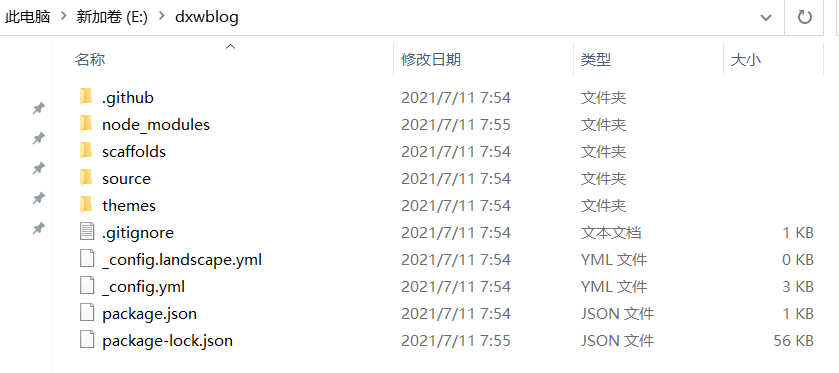 此电脑 新加卷 (E:) dxwblog
名称 修改日期 类型 大小
.github 2021/7/11 7:54 文件夹
node_modules 2021/7/11 7:55 文件夹
scaffolds 2021/7/11 7:54 文件夹
source 2021/7/11 7:54 文件夹
themes 2021/7/11 7:54 文件夹
.gitignore 2021/7/11 7:54 文本文档 1 KB
_config.landscape.yml 2021/7/11 7:54 YML 文件 0 KB
_config.yml 2021/7/11 7:54 YML 文件 3 KB
package.json 2021/7/11 7:54 JSON 文件 1 KB
package-lock.json 2021/7/11 7:55 JSON 文件 56 KB